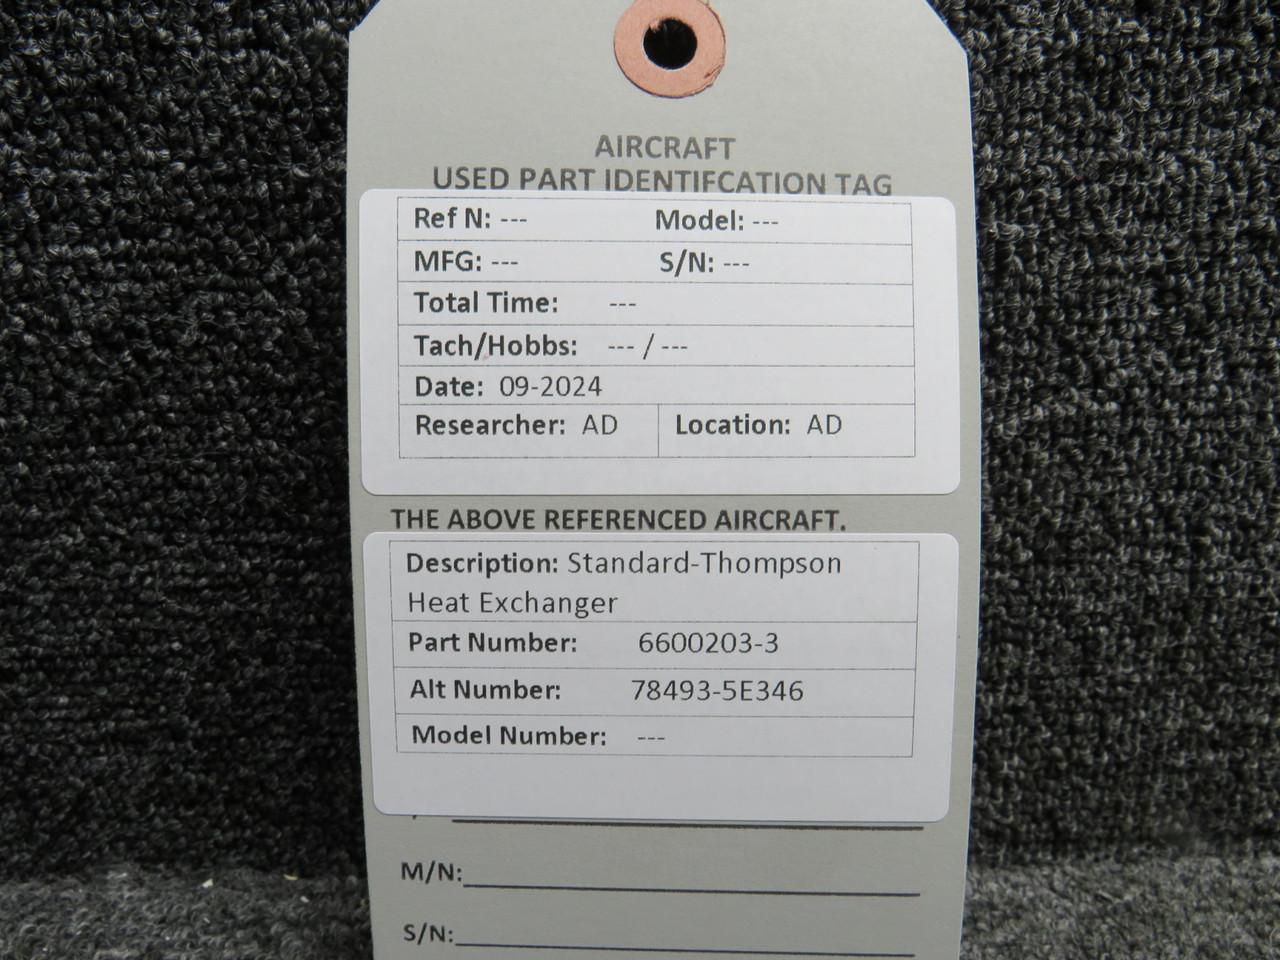 AIRCRAFT
USED PART IDENTIFCATION TAG
Ref N: --- Model: ---
MFG: --- S/N: ---
Total Time: ---
Tach/Hobbs: --- / ---
Date: 09-2024
Researcher: AD Location: AD
THE ABOVE REFERENCED AIRCRAFT.
Description: Standard-Thompson
Heat Exchanger
Part Number: 6600203-3
Alt Number: 78493-5E346
Model Number: ---
M/N:
S/N: